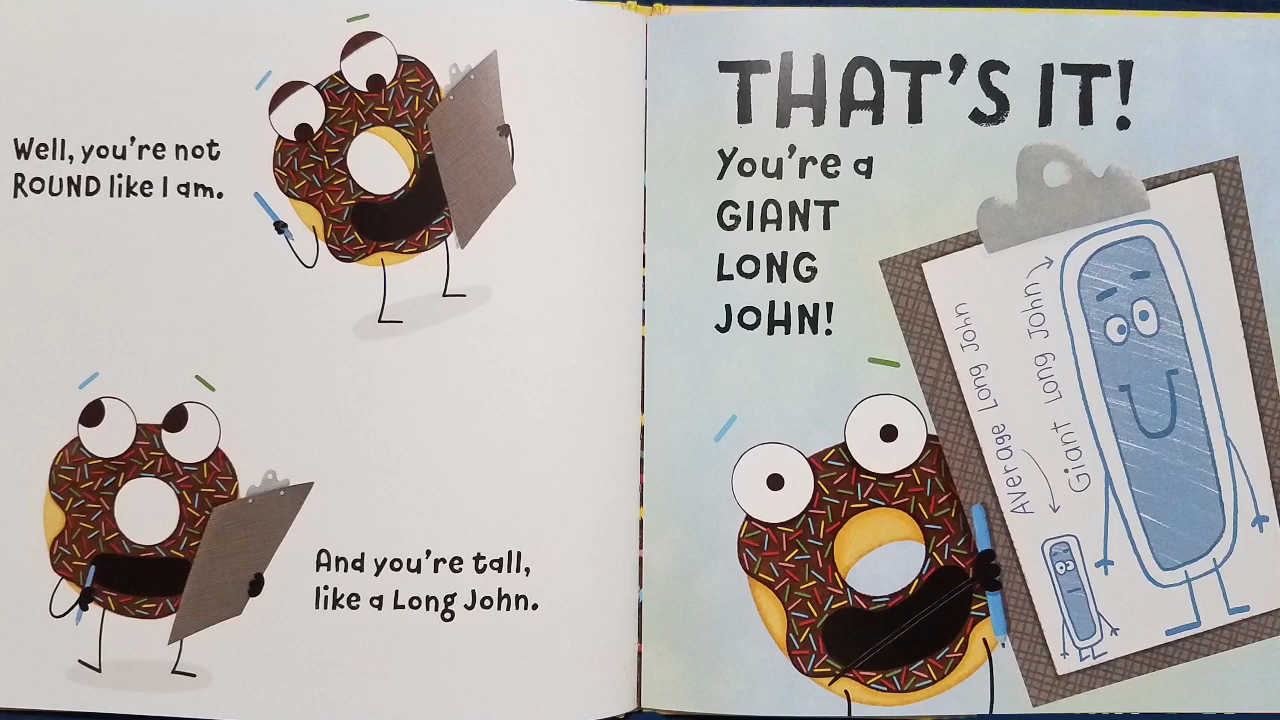 Well, you're not
ROUND like I am.
And you're tall,
like a Long John.
THAT'S IT!
You're a
GIANT
LONG
JOHN!
Average Long John
Giant Long John